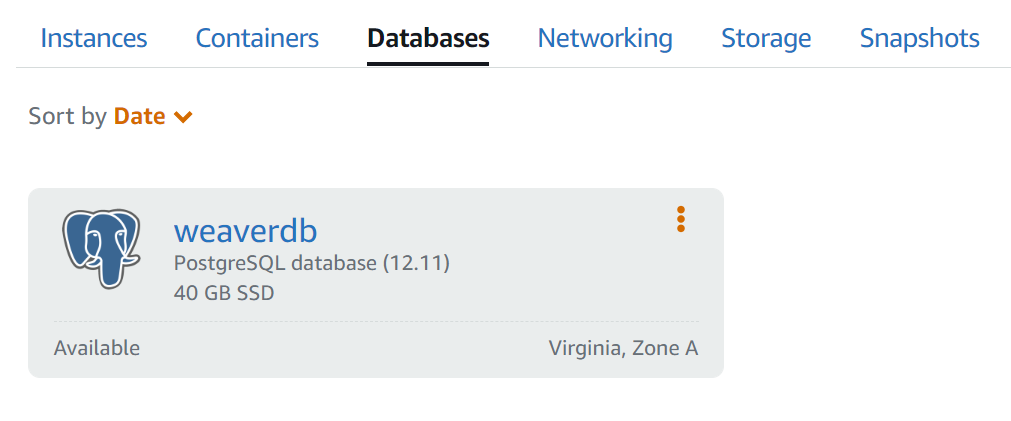 Instances Containers Databases Networking Storage Snapshots
Sort by Date
weaverdb
PostgreSQL database (12.11)
40 GB SSD
Available Virginia, Zone A